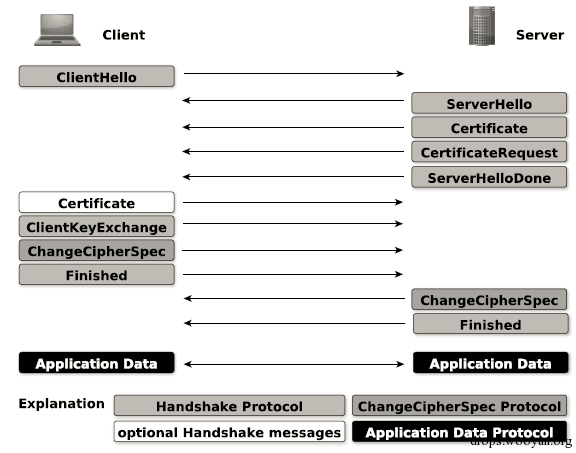 Client
Server
ClientHello
ServerHello
Certificate
CertificateRequest
ServerHelloDone
Certificate
ClientKeyExchange
ChangeCipherSpec
Finished
ChangeCipherSpec
Finished
Application Data
Application Data
Explanation
Handshake Protocol
ChangeCipherSpec Protocol
optional Handshake messages
Application Data Protocol
drops.wooyun.org